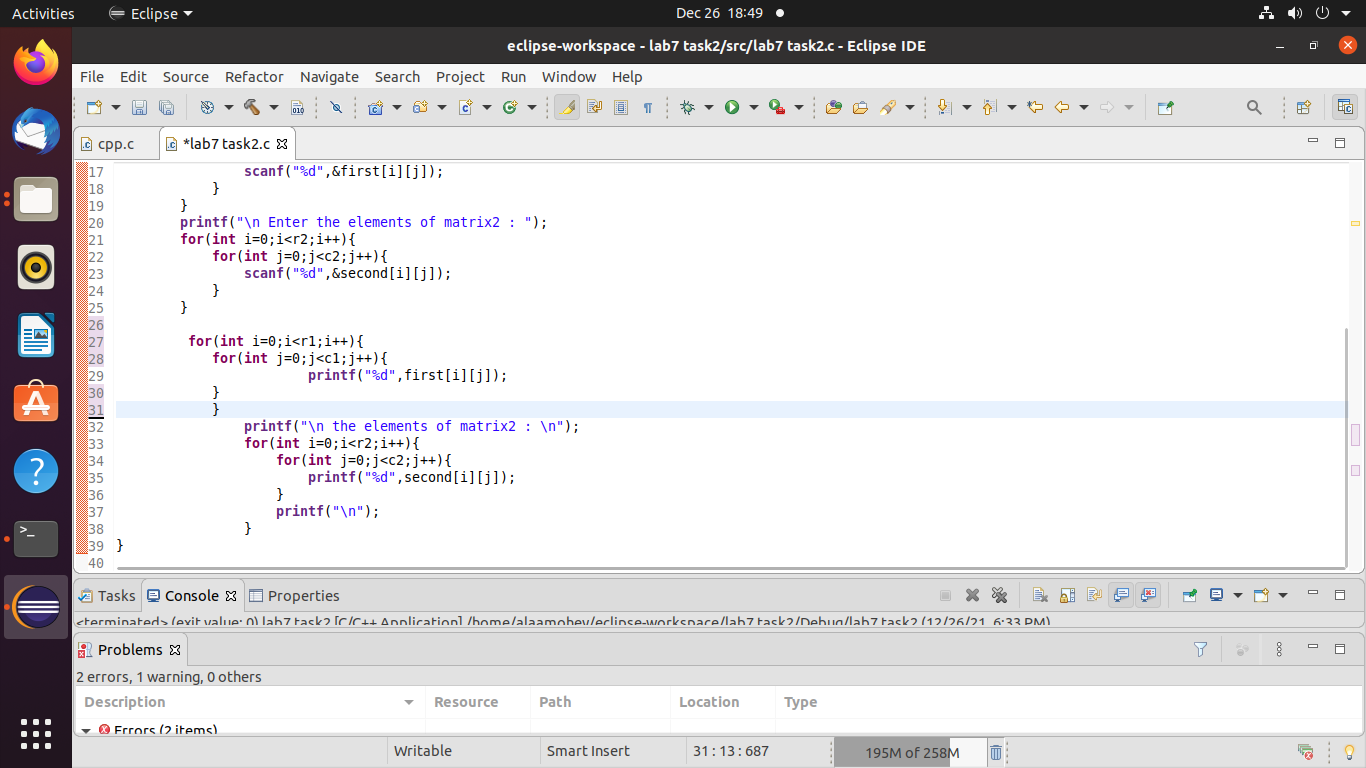 Activities Eclipse Dec 26 18:49
eclipse-workspace - lab7 task2/src/lab7 task2.c - Eclipse IDE
File Edit Source Refactor Navigate Search Project Run Window Help
cpp.c *lab7 task2.c
17 scanf("%d",&first[i][j]);
18 }
19 }
20 printf("\n Enter the elements of matrix2 : ");
21 for(int i=0;i<r2;i++){
22 for(int j=0;j<c2;j++){
23 scanf("%d",&second[i][j]);
24 }
25 }
26
27 for(int i=0;i<r1;i++){
28 for(int j=0;j<c1;j++){
29 printf("%d",first[i][j]);
30 }
31 }
32 printf("\n the elements of matrix2 : \n");
33 for(int i=0;i<r2;i++){
34 for(int j=0;j<c2;j++){
35 printf("%d",second[i][j]);
36 }
37 printf("\n");
38 }
39 }
40
Tasks Console Properties
<terminated> (exit value: 0) lab7 task2 [C/C++ Application] /home/alaamohey/eclipse-workspace/lab7 task2/Debug/lab7 task2 (12/26/21, 6:33 PM)
Problems
2 errors, 1 warning, 0 others
Description Resource Path Location Type
Errors (2 items)
Writable Smart Insert 31 : 13 : 687 195M of 258M